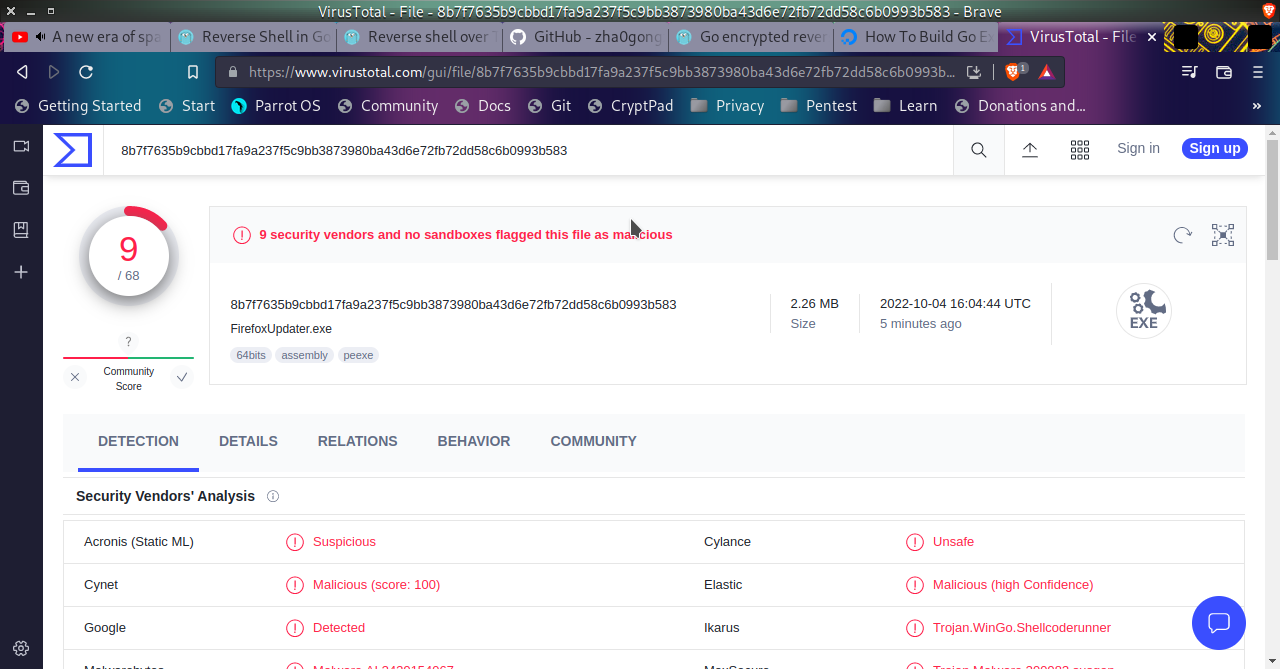 VirusTotal - File - 8b7f7635b9cbbd17fa9a237f5c9bb3873980ba43d6e72fb72dd58c6b0993b583 - Brave
A new era of spa
Reverse Shell in Go
Reverse shell over T
GitHub - zha0gong
Go encrypted rever
How To Build Go Ex
VirusTotal - File
https://www.virustotal.com/gui/file/8b7f7635b9cbbd17fa9a237f5c9bb3873980ba43d6e72fb72dd58c6b0993b...
1
Getting Started
Start
Parrot OS
Community
Docs
Git
CryptPad
Privacy
Pentest
Learn
Donations and...
»
8b7f7635b9cbbd17fa9a237f5c9bb3873980ba43d6e72fb72dd58c6b0993b583
Sign in
Sign up
9
/ 68
?
Community
Score
9 security vendors and no sandboxes flagged this file as malicious
8b7f7635b9cbbd17fa9a237f5c9bb3873980ba43d6e72fb72dd58c6b0993b583
FirefoxUpdater.exe
64bits assembly peexe
2.26 MB
Size
2022-10-04 16:04:44 UTC
5 minutes ago
EXE
DETECTION DETAILS RELATIONS BEHAVIOR COMMUNITY
Security Vendors' Analysis
Acronis (Static ML) Suspicious Cylance Unsafe
Cynet Malicious (score: 100) Elastic Malicious (high Confidence)
Google Detected Ikarus Trojan.WinGo.Shellcoderunner